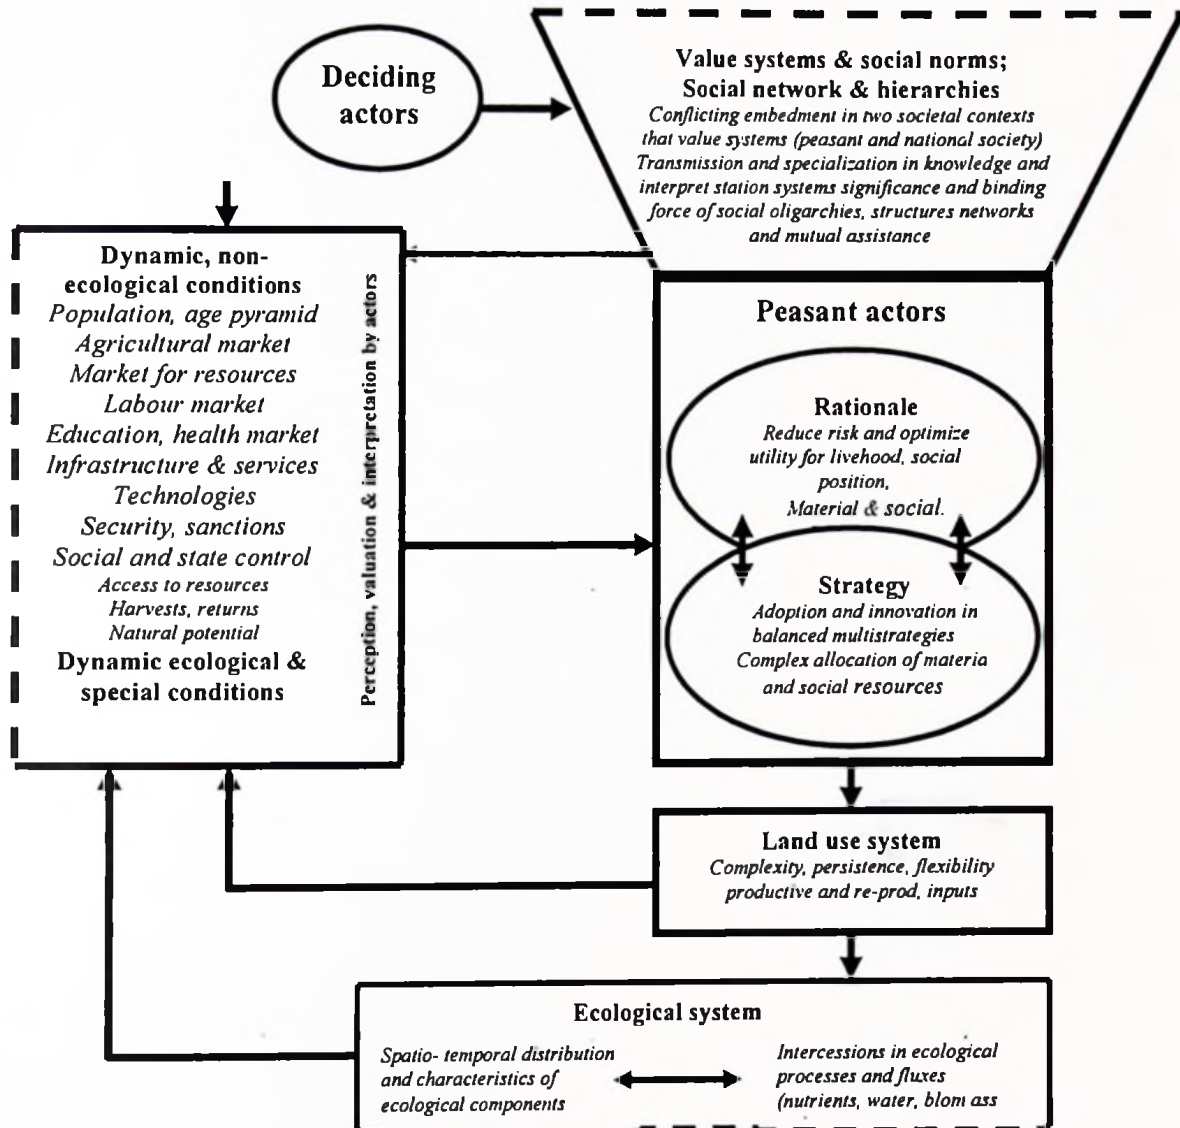 Deciding
actors
Value systems & social norms;
Social network & hierarchies
Conflicting embedment in two societal contexts
that value systems (peasant and national society)
Transmission and specialization in knowledge and
interpret station systems significance and binding
force of social oligarchies, structures networks
and mutual assistance
Dynamic, non-
ecological conditions
Population, age pyramid
Agricultural market
Market for resources
Labour market
Education, health market
Infrastructure & services
Technologies
Security, sanctions
Social and state control
Access to resources
Harvests, returns
Natural potential
Dynamic ecological &
special conditions
Perception, valuation & interpretation by actors
Peasant actors
Rationale
Reduce risk and optimize
utility for livehood, social
position,
Material & social.
Strategy
Adoption and innovation in
balanced multistrategies
Complex allocation of materia
and social resources
Land use system
Complexity, persistence, flexibility
productive and re-prod, inputs
Ecological system
Spatio- temporal distribution
and characteristics of
ecological components
Intercessions in ecological
processes and fluxes
(nutrients, water, blom ass